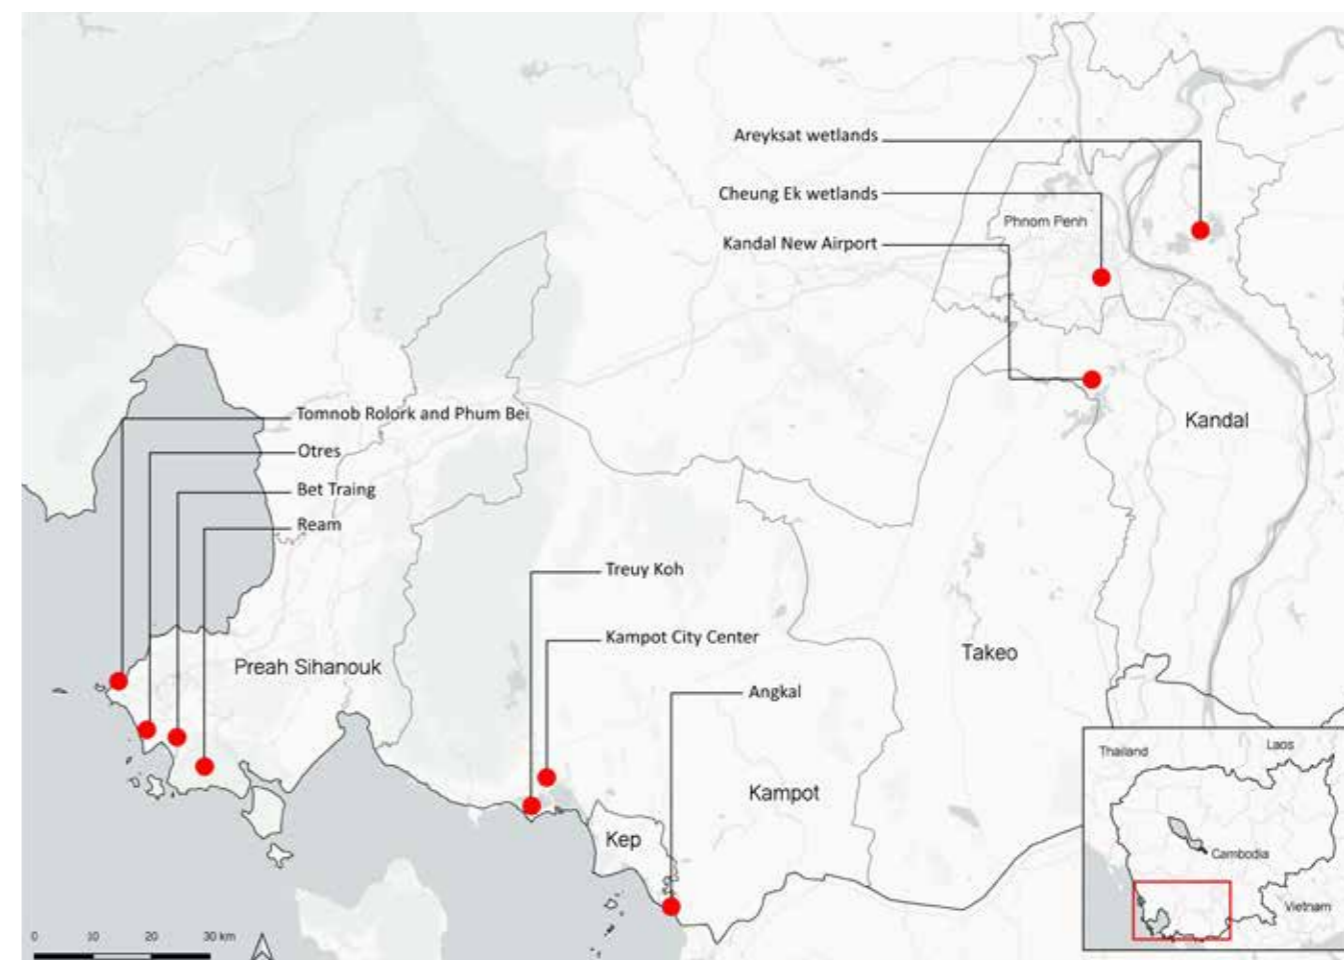 Areyksat wetlands
Cheung Ek wetlands
Phnom Penh
Kandal New Airport
Tomnob Rolork and Phum Bei
Kandal
Otres
Bet Traing
Ream
Treuy Koh
Kampot City Center
Takeo
Preah Sihanouk
Angkal
Kampot
Kep
Thailand
Laos
Cambodia
Vietnam
0 10 20 30 km